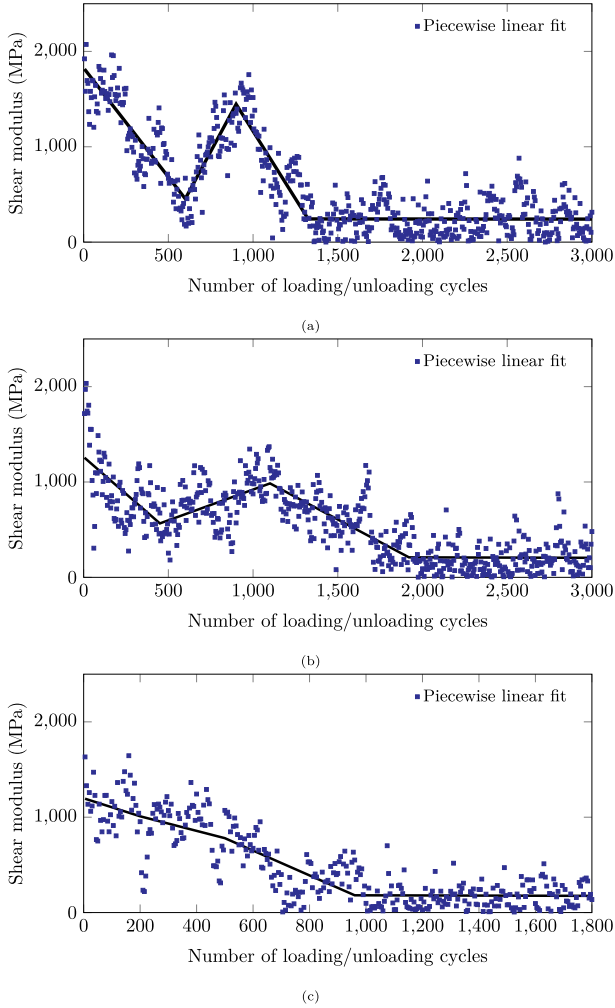 Piecewise linear fit
2,000
1,000
0
Shear modulus (MPa)
0 500 1,000 1,500 2,000 2,500 3,000
Number of loading/unloading cycles
(a)
Piecewise linear fit
2,000
1,000
0
Shear modulus (MPa)
0 500 1,000 1,500 2,000 2,500 3,000
Number of loading/unloading cycles
(b)
Piecewise linear fit
2,000
1,000
0
Shear modulus (MPa)
0 200 400 600 800 1,000 1,200 1,400 1,600 1,800
Number of loading/unloading cycles
(c)